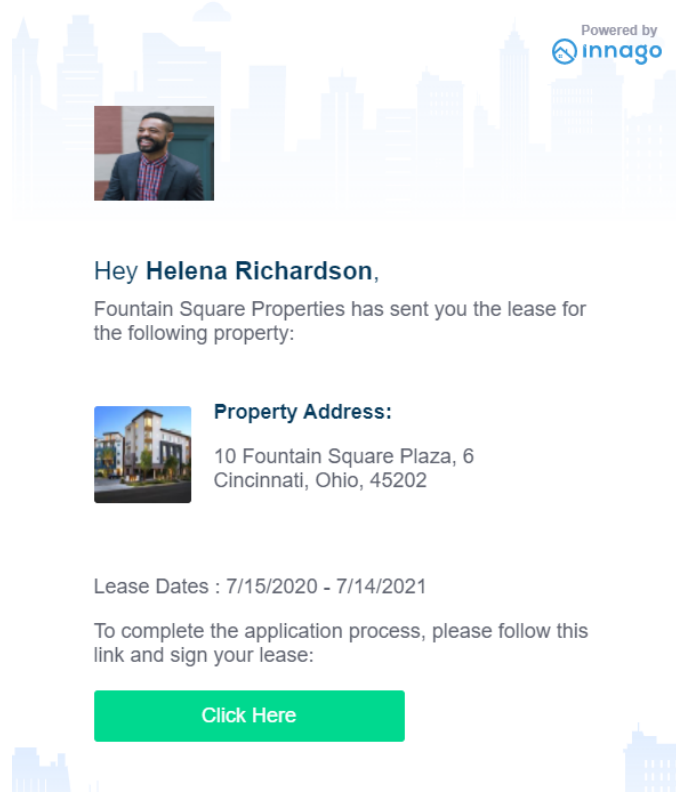 Powered by
innago
Hey Helena Richardson,
Fountain Square Properties has sent you the lease for
the following property:
Property Address:
10 Fountain Square Plaza, 6
Cincinnati, Ohio, 45202
Lease Dates : 7/15/2020 - 7/14/2021
To complete the application process, please follow this
link and sign your lease:
Click Here